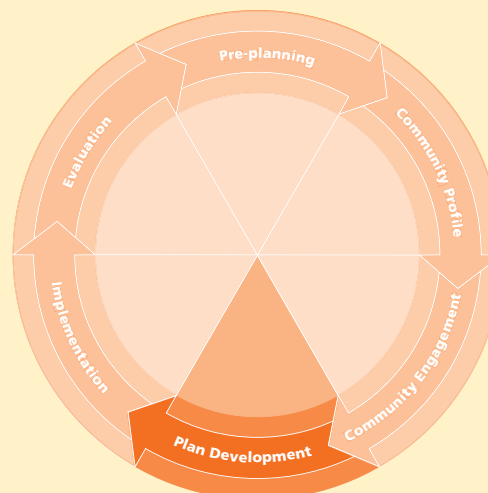 Pre-planning
Community Profile
Community Engagement
Plan Development
Implementation
Evaluation